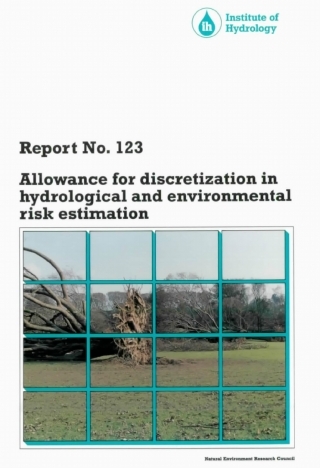 Institute of
Hydrology
ih
Report No. 123
Allowance for discretization in
hydrological and environmental
risk estimation
Natural Environment Research Council